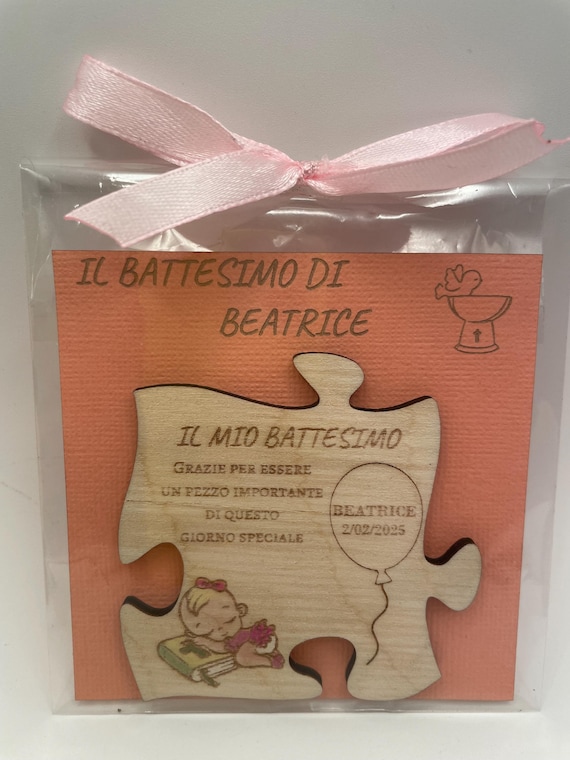 IL BATTESIMO DI
BEATRICE
IL MIO BATTESIMO
GRAZIE PER ESSERE
UN PEZZO IMPORTANTE
DI QUESTO
GIORNO SPECIALE
BEATRICE
2/02/2025